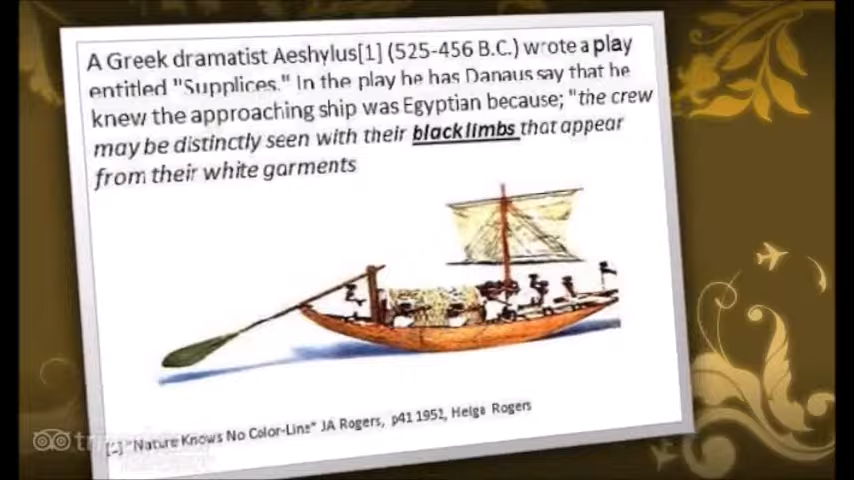 A Greek dramatist Aeshylus[1] (525-456 B.C.) wrote a play
entitled "Supplices." In the play he has Danaus say that he
knew the approaching ship was Egyptian because; "the crew
may be distinctly seen with their black limbs that appear
from their white garments
"Nature Knows No Color-Line" JA Rogers, p41 1952, Helga Rogers